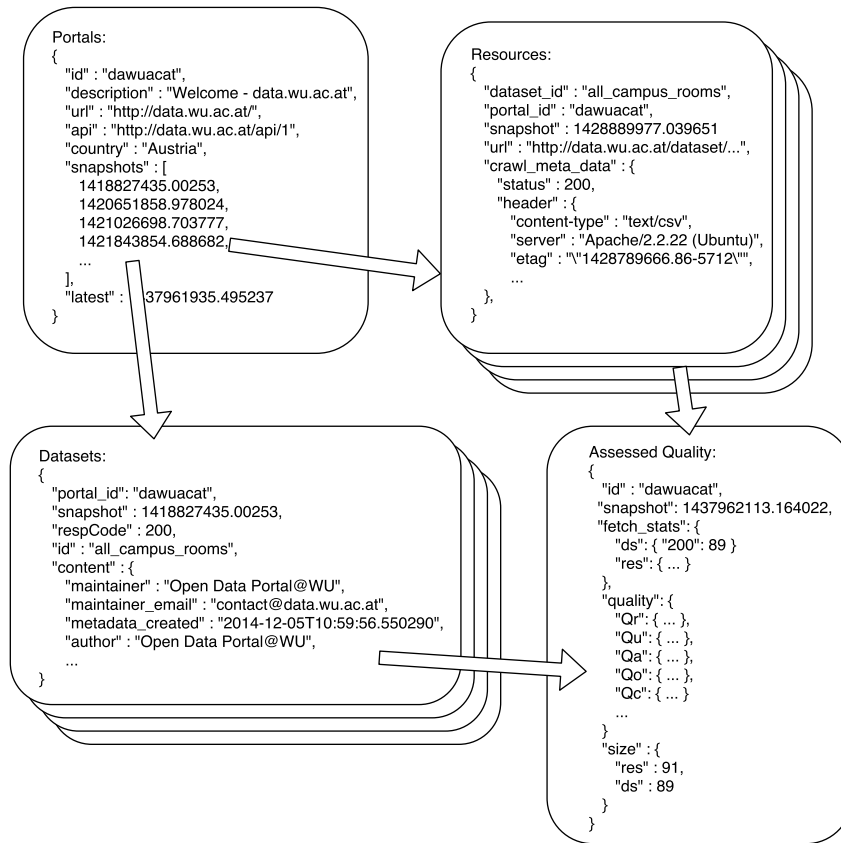 Portals:
{
"id" : "dawuacat",
"description" : "Welcome - data.wu.ac.at",
"url" : "http://data.wu.ac.at/",
"api" : "http://data.wu.ac.at/api/1",
"country" : "Austria",
"snapshots" : [
1418827435.00253,
1420651858.978024,
1421026698.703777,
1421843854.688682,
...
],
"latest" : 37961935.495237
}
Resources:
{
"dataset_id" : "all_campus_rooms",
"portal_id" : "dawuacat",
"snapshot" : 1428889977.039651
"url" : "http://data.wu.ac.at/dataset/...",
"crawl_meta_data" : {
"status" : 200,
"header" : {
"content-type" : "text/csv",
"server" : "Apache/2.2.22 (Ubuntu)",
"etag" : "\"1428789666.86-5712\"",
...
},
}
Datasets:
{
"portal_id": "dawuacat",
"snapshot" : 1418827435.00253,
"respCode" : 200,
"id" : "all_campus_rooms",
"content" : {
"maintainer" : "Open Data Portal@WU",
"maintainer_email" : "contact@data.wu.ac.at",
"metadata_created" : "2014-12-05T10:59:56.550290",
"author" : "Open Data Portal@WU",
...
}
Assessed Quality:
{
"id" : "dawuacat",
"snapshot": 1437962113.164022,
"fetch_stats": {
"ds": { "200": 89 }
"res": { ... }
},
"quality": {
"Qr": { ... },
"Qu": { ... },
"Qa": { ... },
"Qo": { ... },
"Qc": { ... }
...
}
"size" : {
"res" : 91,
"ds" : 89
}
}